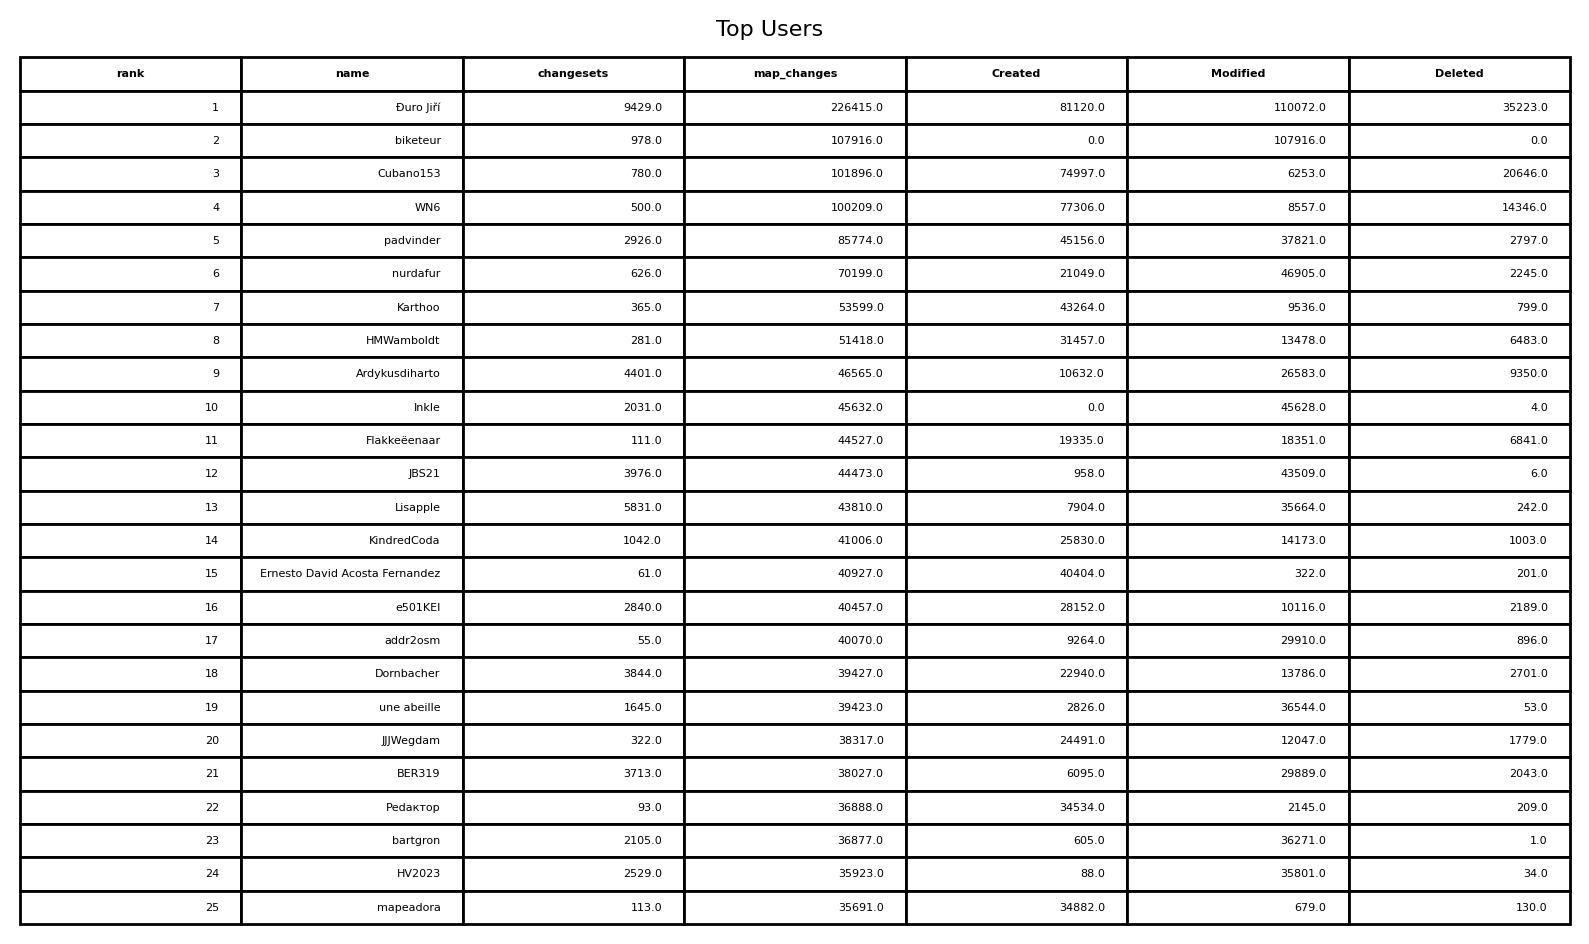 Top Users
rank name changesets map_changes Created Modified Deleted
1 Đuro Jiří 9429.0 226415.0 81120.0 110072.0 35223.0
2 biketeur 978.0 107916.0 0.0 107916.0 0.0
3 Cubano153 780.0 101896.0 74997.0 6253.0 20646.0
4 WN6 500.0 100209.0 77306.0 8557.0 14346.0
5 padvinder 2926.0 85774.0 45156.0 37821.0 2797.0
6 nurdafur 626.0 70199.0 21049.0 46905.0 2245.0
7 Karthoo 365.0 53599.0 43264.0 9536.0 799.0
8 HMWamboldt 281.0 51418.0 31457.0 13478.0 6483.0
9 Ardykusdiharto 4401.0 46565.0 10632.0 26583.0 9350.0
10 Inkle 2031.0 45632.0 0.0 45628.0 4.0
11 Flakkeëenaar 111.0 44527.0 19335.0 18351.0 6841.0
12 JBS21 3976.0 44473.0 958.0 43509.0 6.0
13 Lisapple 5831.0 43810.0 7904.0 35664.0 242.0
14 KindredCoda 1042.0 41006.0 25830.0 14173.0 1003.0
15 Ernesto David Acosta Fernandez 61.0 40927.0 40404.0 322.0 201.0
16 e501KEI 2840.0 40457.0 28152.0 10116.0 2189.0
17 addr2osm 55.0 40070.0 9264.0 29910.0 896.0
18 Dornbacher 3844.0 39427.0 22940.0 13786.0 2701.0
19 une abeille 1645.0 39423.0 2826.0 36544.0 53.0
20 JJJWegdam 322.0 38317.0 24491.0 12047.0 1779.0
21 BER319 3713.0 38027.0 6095.0 29889.0 2043.0
22 Pedaктор 93.0 36888.0 34534.0 2145.0 209.0
23 bartgron 2105.0 36877.0 605.0 36271.0 1.0
24 HV2023 2529.0 35923.0 88.0 35801.0 34.0
25 mapeadora 113.0 35691.0 34882.0 679.0 130.0